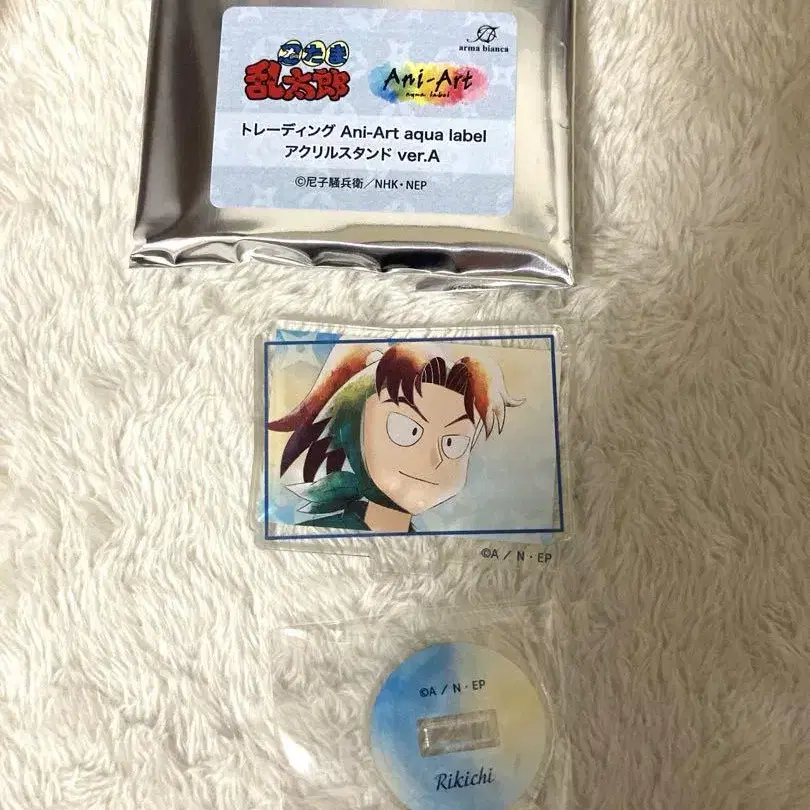 arma bianca
忍たま
乱太郎
Ani-Art
aqua label
トレーディング Ani-Art aqua label
アクリルスタンド ver.A
©尼子騒兵衛／NHK・NEP
©A / N・EP
©A / N・EP
Rikichi